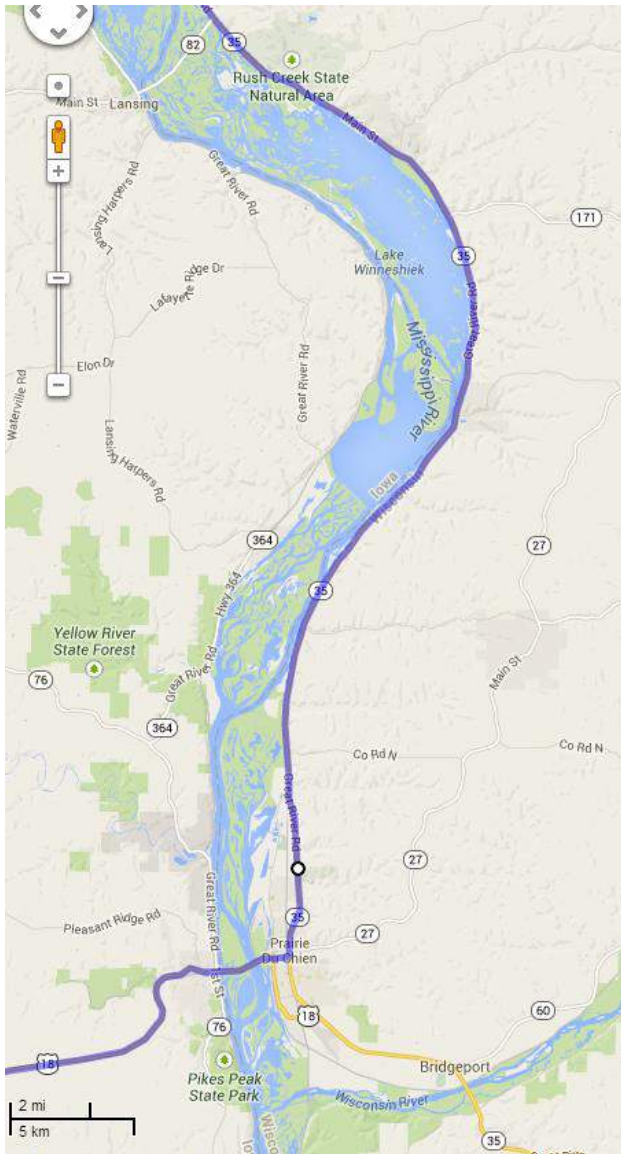 82
35
Rush Creek State
Natural Area
Main St
Lansing
Main St
Great River Rd
Lansing Harpers Rd
171
Lake
Winneshiek
35
Lafayette Ridge Dr
Great River Rd
Mississippi River
Elon Dr
Great River Rd
Waterville Rd
Lansing Harpers Rd
Iowa
Wisconsin
364
27
Hwy 364
35
Yellow River
State Forest
Main St
76
Great River Rd
364
Co Rd N
Co Rd N
Great River Rd
27
Great River Rd
Pleasant Ridge Rd
35
27
Prairie
Du Chien
1st St
60
18
76
18
Bridgeport
Pikes Peak
State Park
Wisconsin River
2 mi
5 km
35